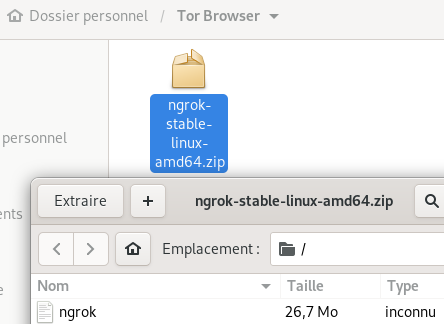 Dossier personnel / Tor Browser
ngrok-
stable-
linux-
amd64.zip
personnel
Extraire + ngrok-stable-linux-amd64.zip
Emplacement: /
Nom Taille Type
ngrok 26,7 Mo inconnu